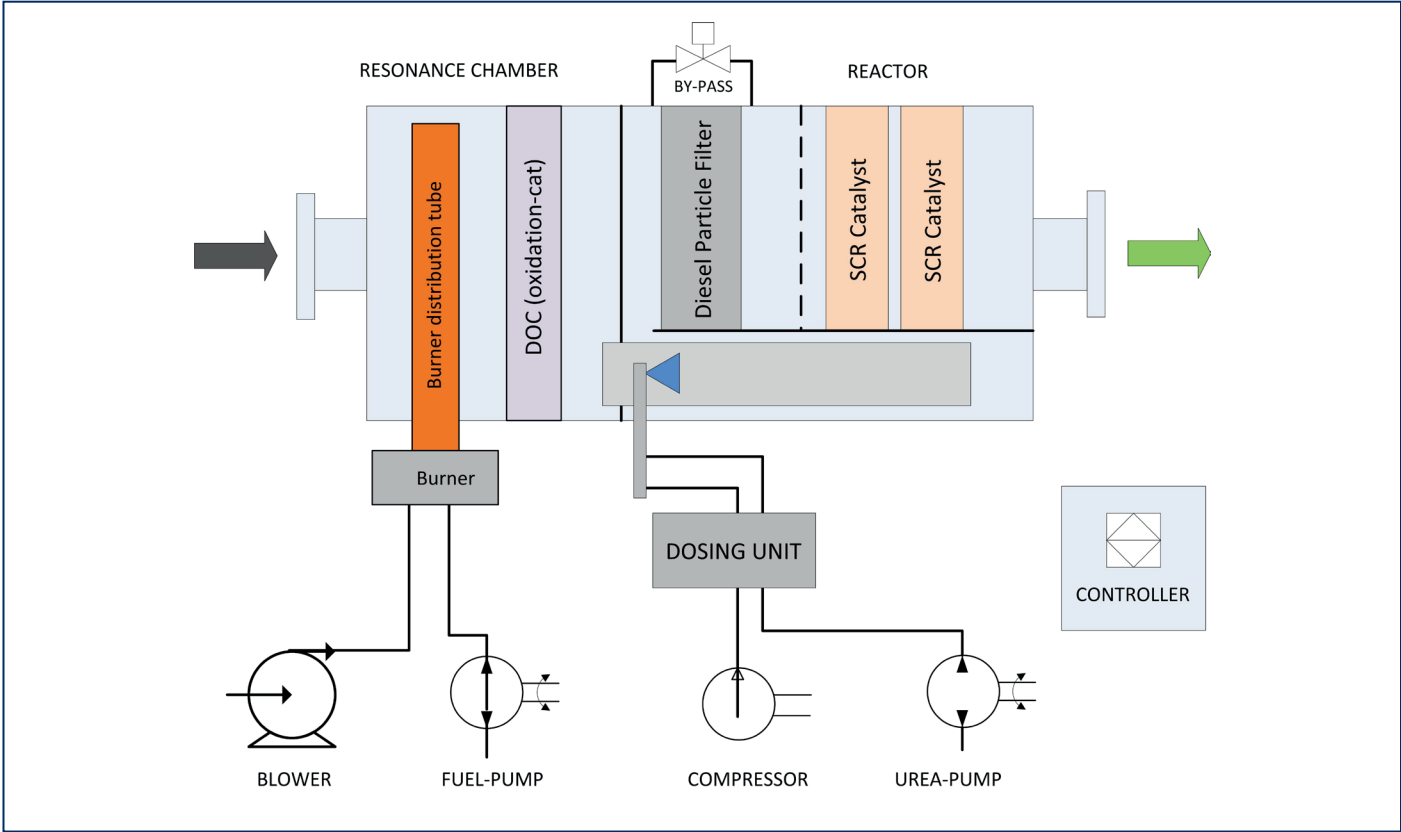 RESONANCE CHAMBER
BY-PASS
REACTOR
Burner distribution tube
DOC (oxidation-cat)
Diesel Particle Filter
SCR Catalyst
SCR Catalyst
Burner
DOSING UNIT
CONTROLLER
BLOWER
FUEL-PUMP
COMPRESSOR
UREA-PUMP